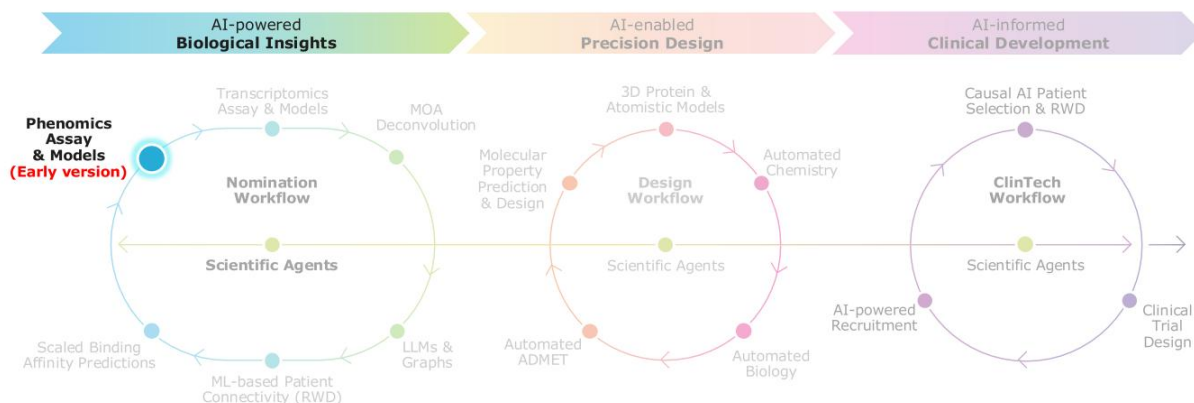 AI-powered
Biological Insights
AI-enabled
Precision Design
AI-informed
Clinical Development
Phenomics
Assay
& Models
(Early version)
Transcriptomics
Assay & Models
MOA
Deconvolution
Nomination
Workflow
Scientific Agents
Scaled Binding
Affinity Predictions
ML-based Patient
Connectivity (RWD)
LLMs &
Graphs
3D Protein &
Atomistic Models
Molecular
Property
Prediction
& Design
Automated
Chemistry
Design
Workflow
Scientific Agents
Automated
ADMET
Automated
Biology
Causal AI Patient
Selection & RWD
ClinTech
Workflow
Scientific Agents
AI-powered
Recruitment
Clinical
Trial
Design